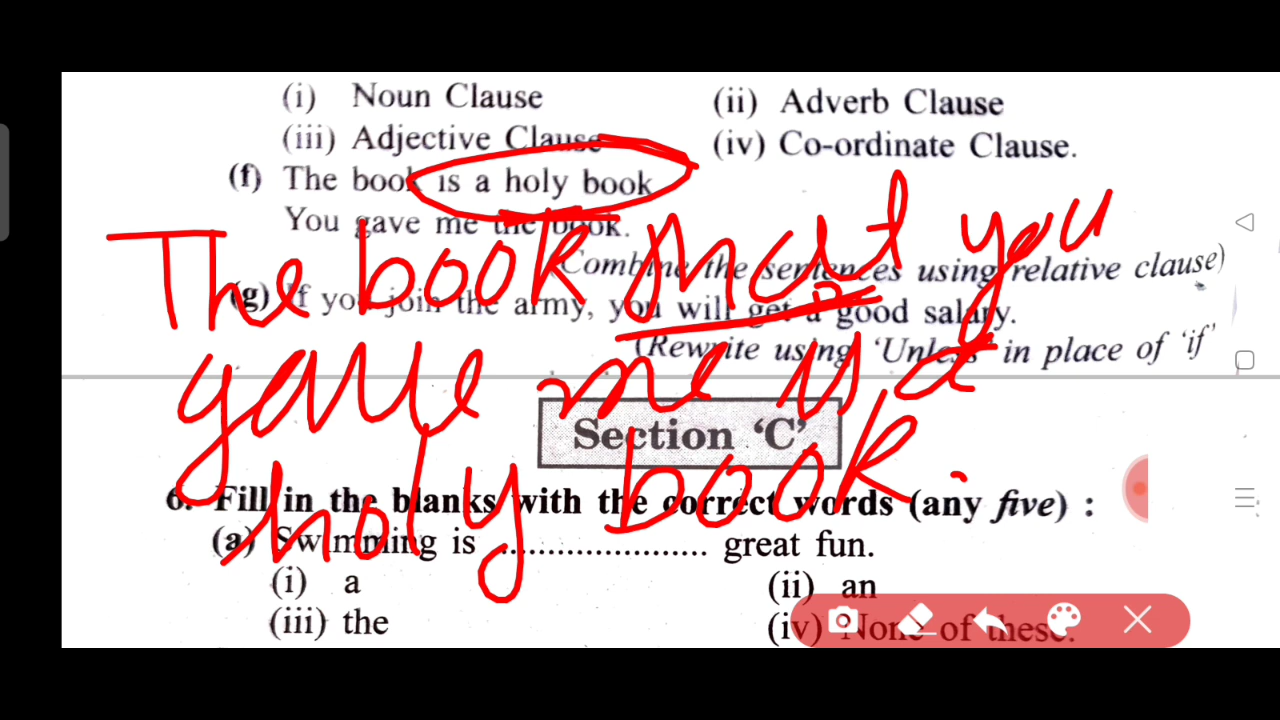 (i) Noun Clause (ii) Adverb Clause
(iii) Adjective Clause (iv) Co-ordinate Clause.
(f) The book is a holy book
You gave me the book.
The book that you
(Combine the sentences using relative clause)
(g) If you join the army, you will get a good salary.
(Rewrite using 'Unless' in place of 'if'
gave me is a
Section 'C'
holy book.
6. Fill in the blanks with the correct words (any five) :
(a) Swimming is ...................... great fun.
(i) a (ii) an
(iii) the (iv) None of these.